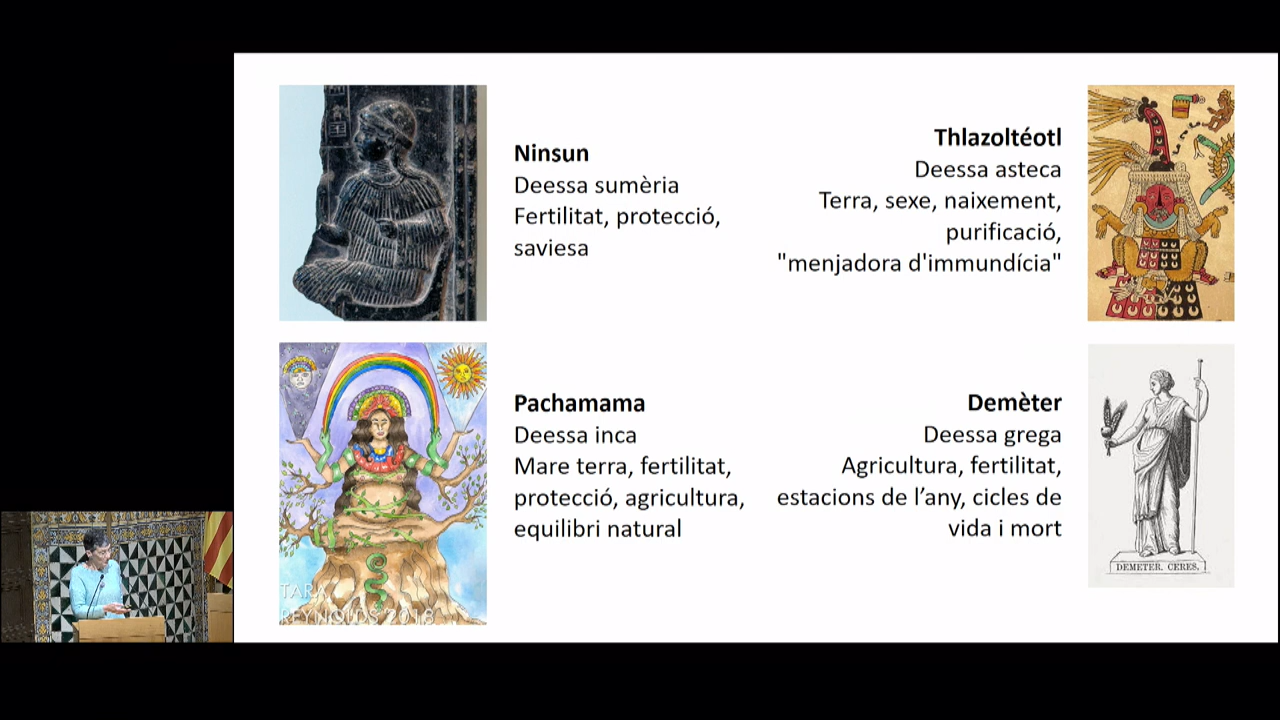 Ninsun
Deessa sumèria
Fertilitat, protecció,
saviesa
Thlazoltéotl
Deessa asteca
Terra, sexe, naixement,
purificació,
"menjadora d'immundícia"
Pachamama
Deessa inca
Mare terra, fertilitat,
protecció, agricultura,
equilibri natural
TARA
REYNOLDS 2018
Demèter
Deessa grega
Agricultura, fertilitat,
estacions de l’any, cicles de
vida i mort
DEMETER. CERES.